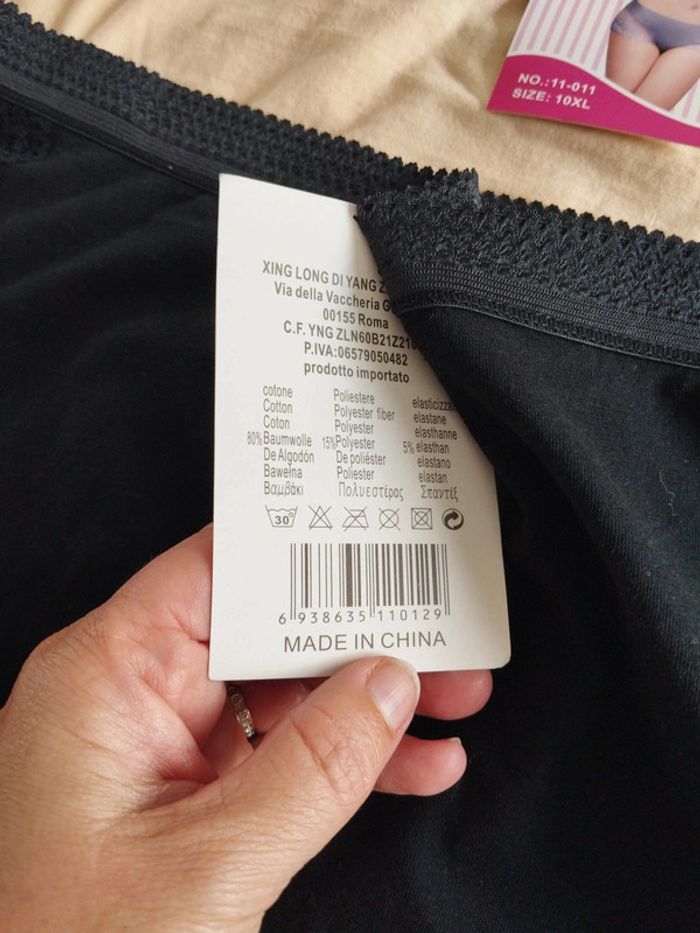 NO.:11-011
SIZE: 10XL
XING LONG DI YANG
Via della Vaccheria
00155 Roma
C.F. YNG ZLN60B21Z210
P.IVA:06579050482
prodotto importato
cotone Poliestere
Cotton Polyester fiber elastane
Coton Polyester elasthanne
80% Baumwolle 15% Polyester 5% elasthan
De Algodón De poliéster elastano
Bawełna Poliester elastan
Βαμβάκι Πολυεστέρας Σπαντέξ
30°
6 938635 110129
MADE IN CHINA